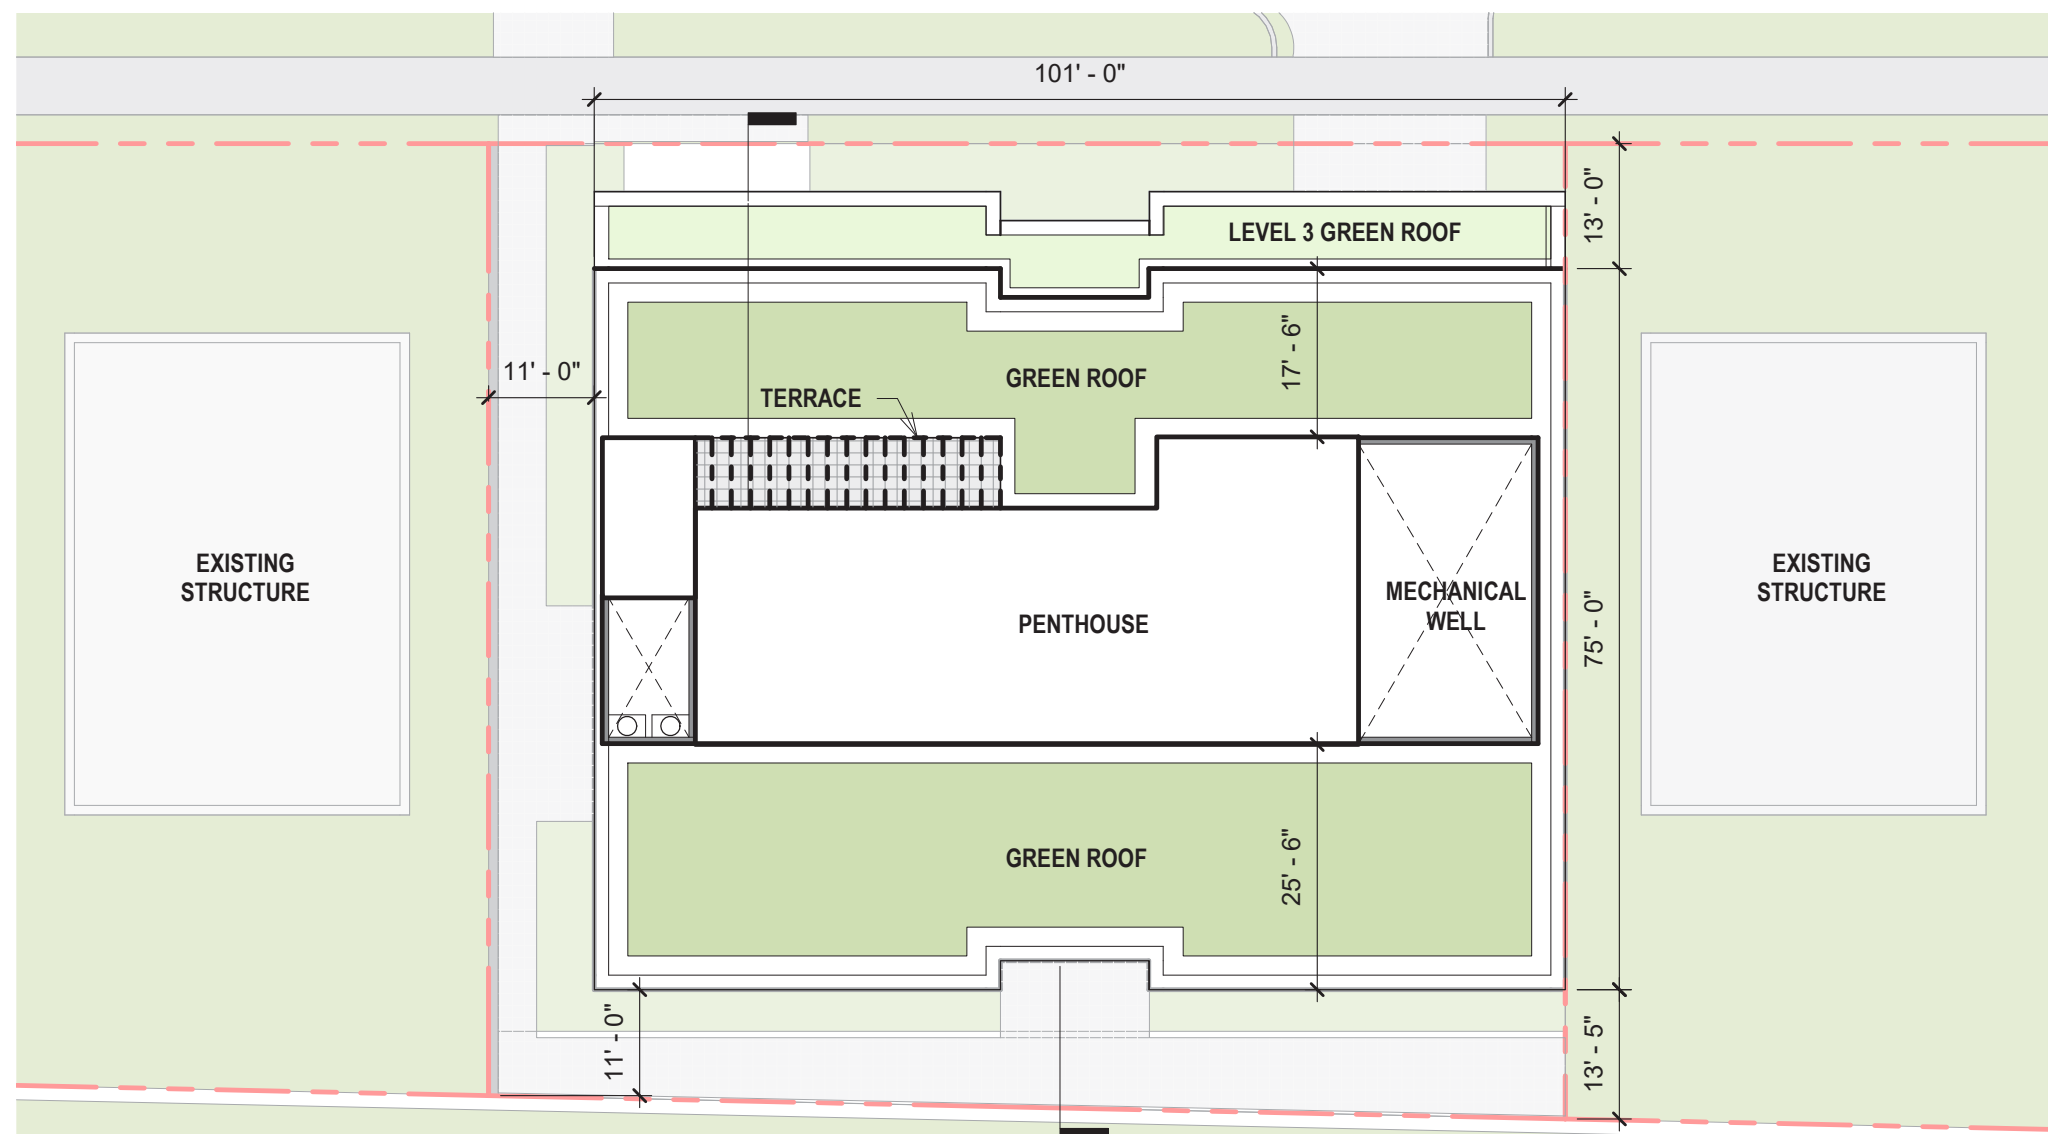 101' - 0"
13' - 0"
LEVEL 3 GREEN ROOF
17' - 6"
11' - 0"
GREEN ROOF
TERRACE
EXISTING
STRUCTURE
PENTHOUSE
MECHANICAL
WELL
75' - 0"
EXISTING
STRUCTURE
GREEN ROOF
25' - 6"
11' - 0"
13' - 5"